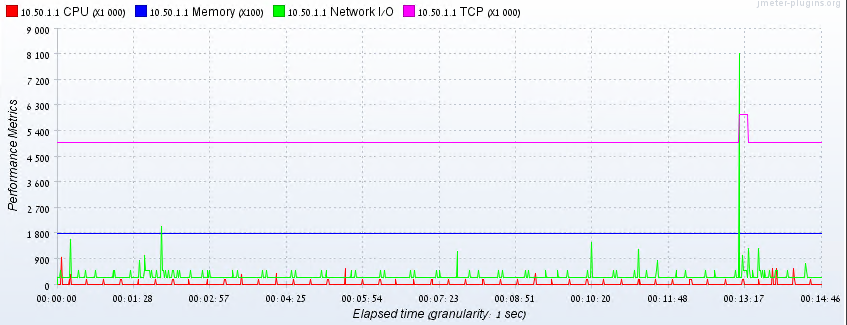 jmeter-plugins.org
10.50.1.1 CPU (X1 000) 10.50.1.1 Memory (X100) 10.50.1.1 Network I/O 10.50.1.1 TCP (X1 000)
9 000
8 100
7 200
6 300
5 400
4 500
3 600
2 700
1 800
900
0
Performance Metrics
00:00:00 00:01:28 00:02:57 00:04:25 00:05:54 00:07:23 00:08:51 00:10:20 00:11:48 00:13:17 00:14:46
Elapsed time (granularity: 1 sec)